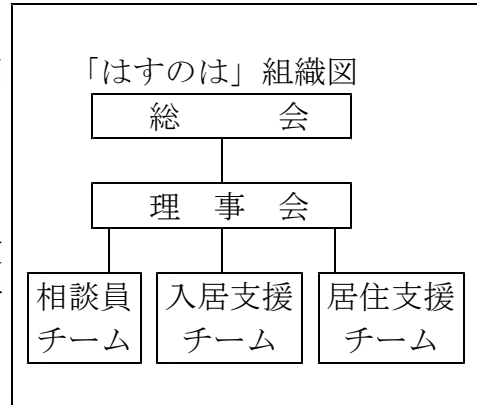 「はすのは」組織図
総　　会
理　事　会
相談員
チーム
入居支援
チーム
居住支援
チーム